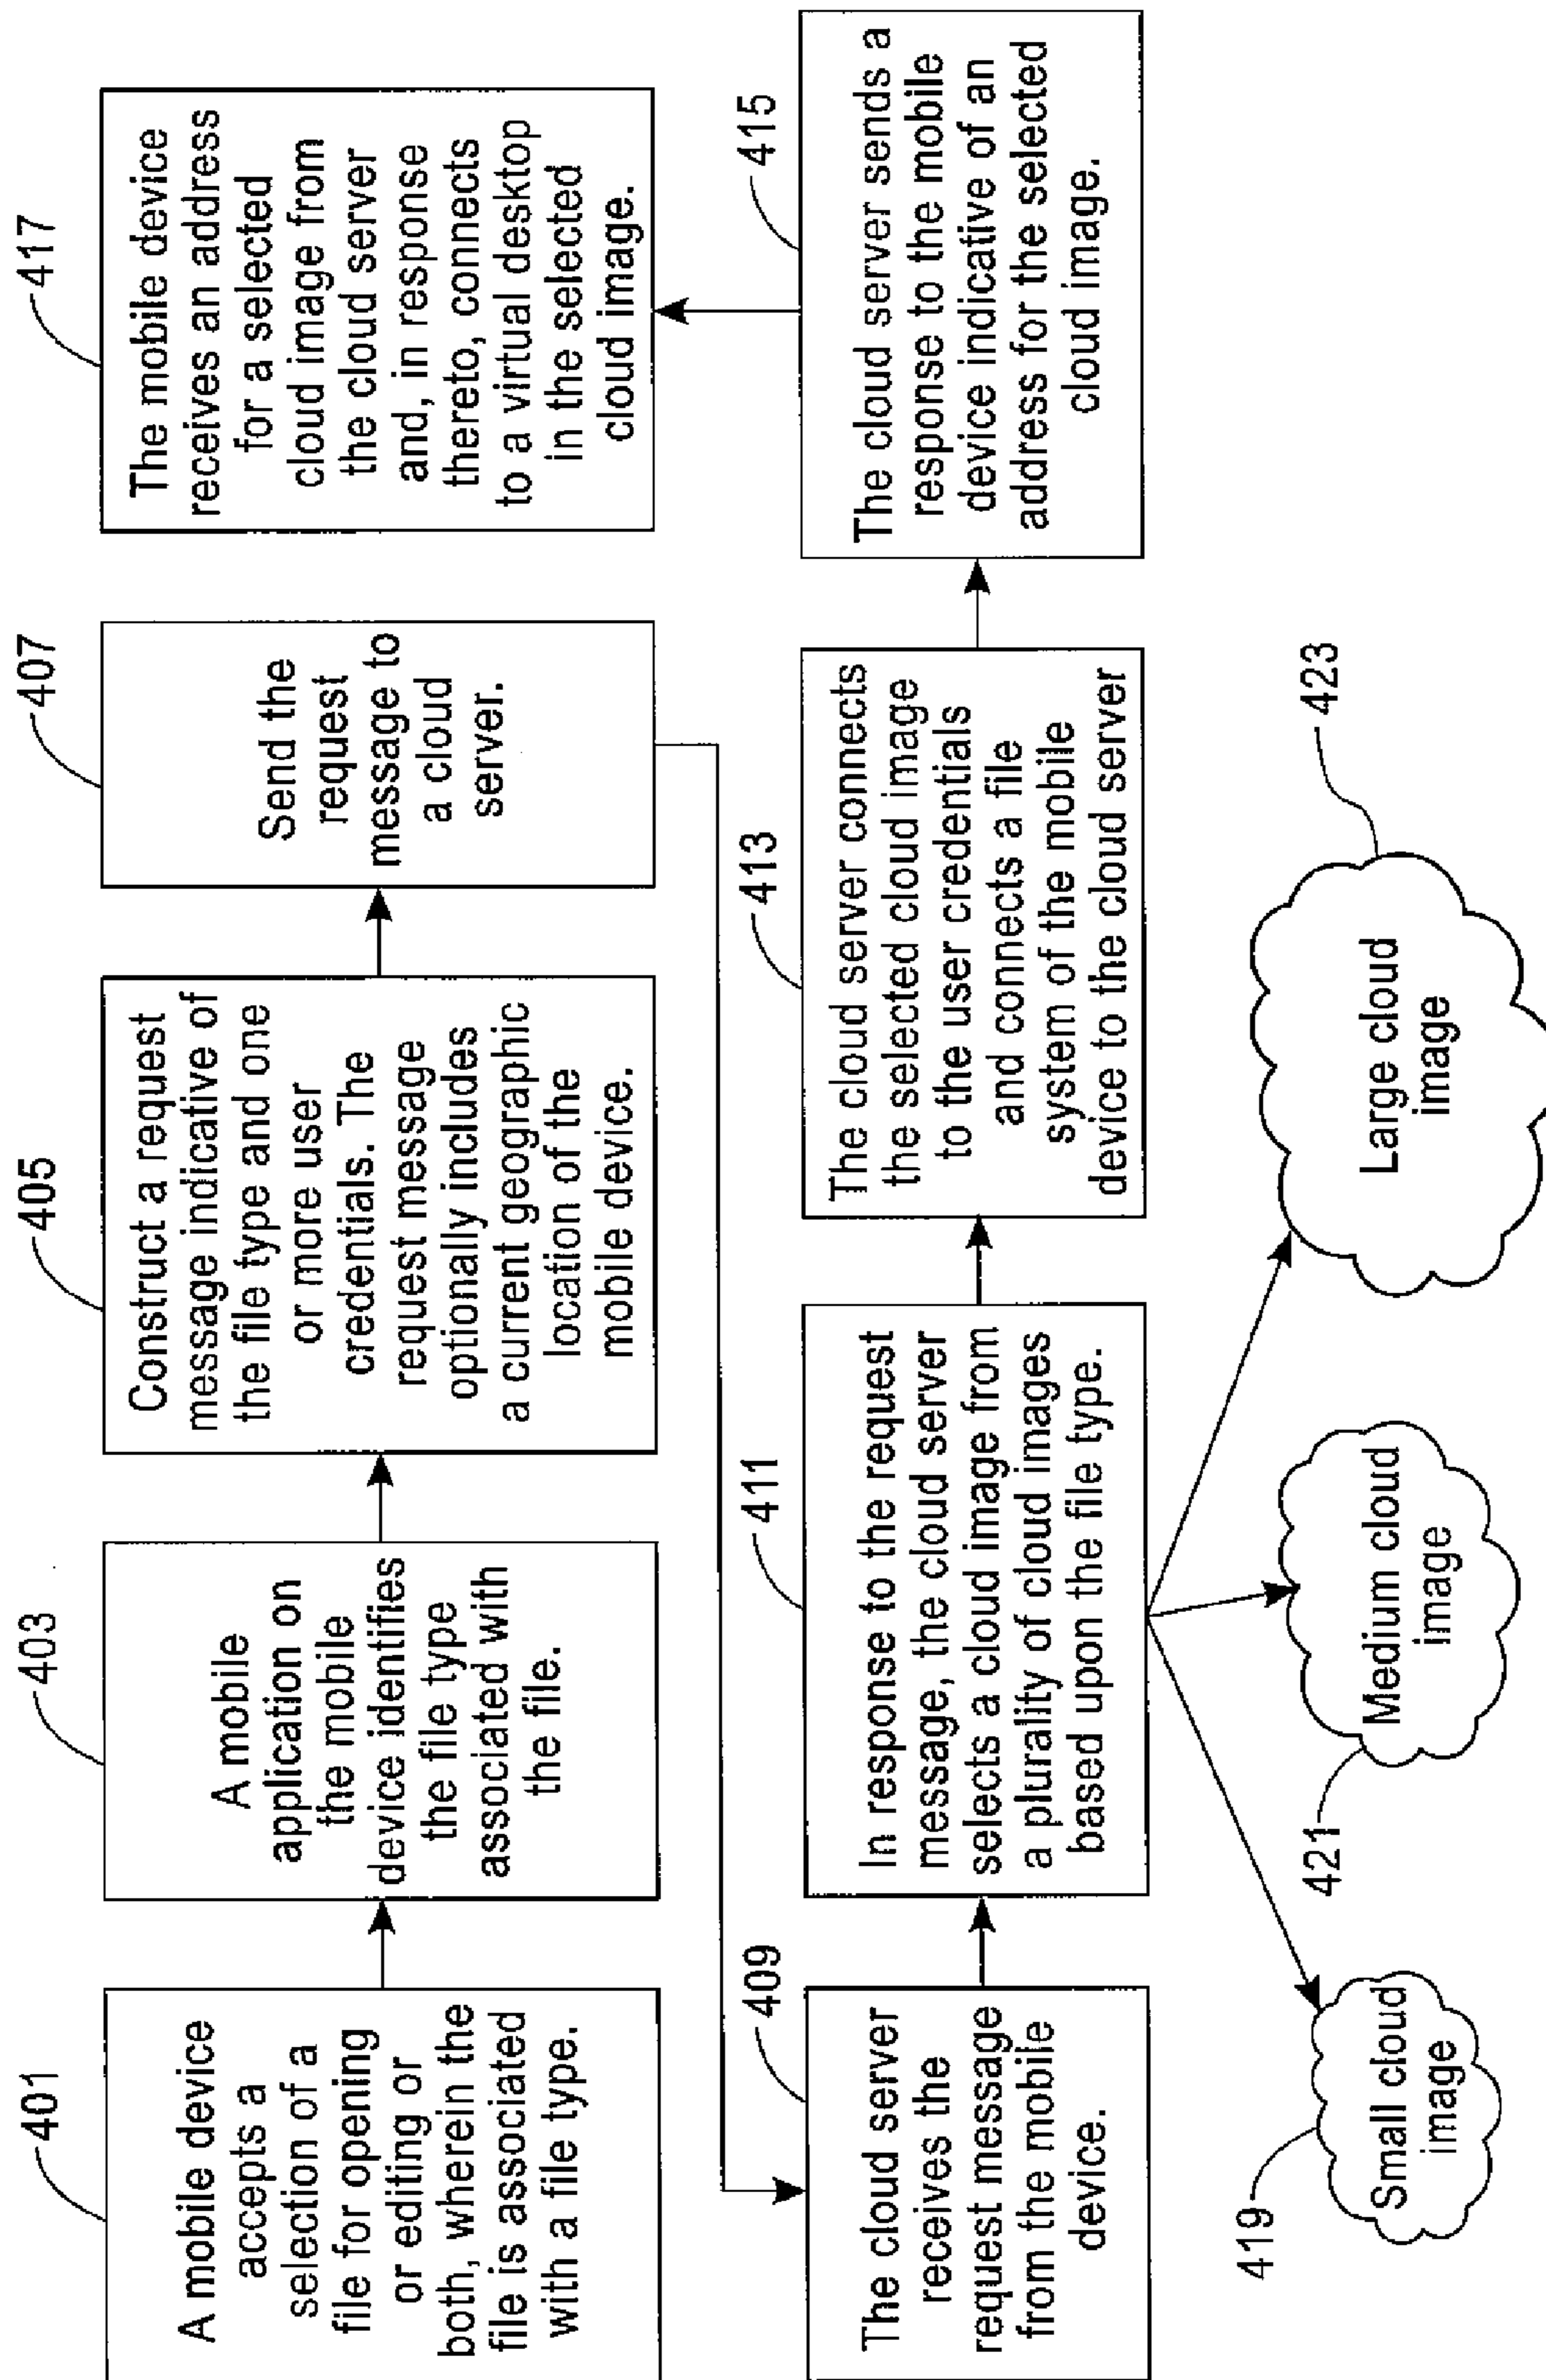 401
A mobile device
accepts a
selection of a
file for opening
or editing or
both, wherein the
file is associated
with a file type.
403
A mobile
application on
the mobile
device identifies
the file type
associated with
the file.
405
Construct a request
message indicative of
the file type and one
or more user
credentials. The
request message
optionally includes
a current geographic
location of the
mobile device.
407
Send the
request
message to
a cloud
server.
409
The cloud server
receives the
request message
from the mobile
device.
411
In response to the request
message, the cloud server
selects a cloud image from
a plurality of cloud images
based upon the file type.
413
The cloud server connects
the selected cloud image
to the user credentials
and connects a file
system of the mobile
device to the cloud server
415
The cloud server sends a
response to the mobile
device indicative of an
address for the selected
cloud image.
417
The mobile device
receives an address
for a selected
cloud image from
the cloud server
and, in response
thereto, connects
to a virtual desktop
in the selected
cloud image.
419
Small cloud
image
421
Medium cloud
image
423
Large cloud
image